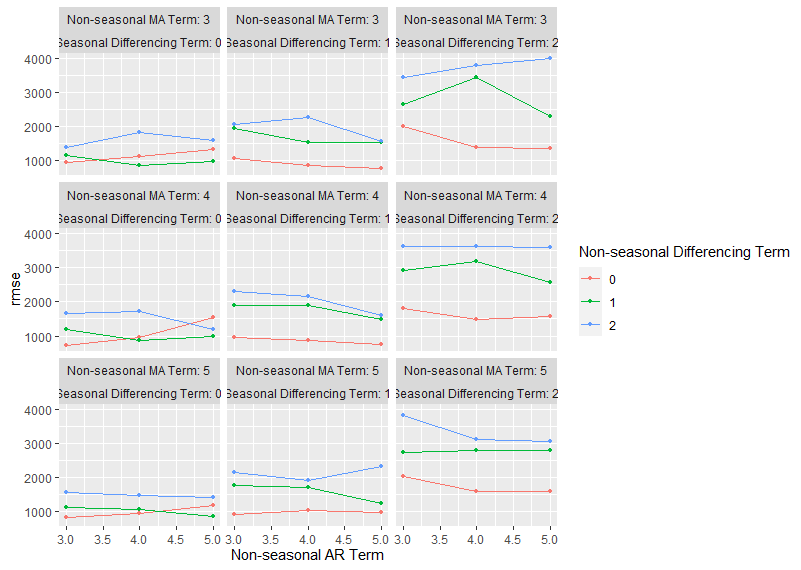 Non-seasonal MA Term: 3 Non-seasonal MA Term: 3 Non-seasonal MA Term: 3
Seasonal Differencing Term: 0 Seasonal Differencing Term: 1 Seasonal Differencing Term: 2
4000
3000
2000
1000
Non-seasonal MA Term: 4 Non-seasonal MA Term: 4 Non-seasonal MA Term: 4
Seasonal Differencing Term: 0 Seasonal Differencing Term: 1 Seasonal Differencing Term: 2
4000
3000
2000
1000
rmse
Non-seasonal MA Term: 5 Non-seasonal MA Term: 5 Non-seasonal MA Term: 5
Seasonal Differencing Term: 0 Seasonal Differencing Term: 1 Seasonal Differencing Term: 2
4000
3000
2000
1000
3.0 3.5 4.0 4.5 5.0 3.0 3.5 4.0 4.5 5.0 3.0 3.5 4.0 4.5 5.0
Non-seasonal AR Term
Non-seasonal Differencing Term
0
1
2